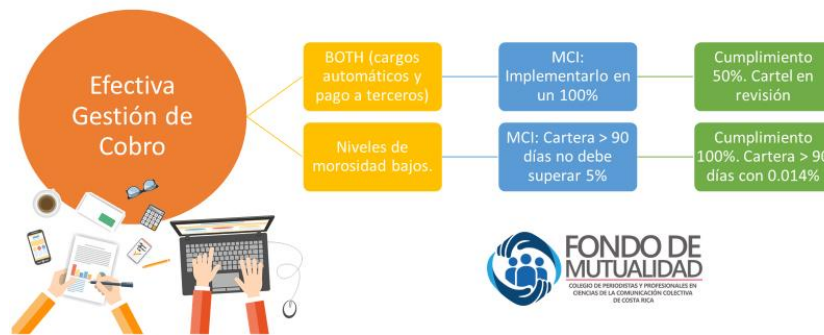 Efectiva
Gestión de
Cobro
BOTH (cargos
automáticos y
pago a terceros)
MCI:
Implementarlo en
un 100%
Cumplimiento
50%. Cartel en
revisión
Niveles de
morosidad bajos.
MCI: Cartera > 90
días no debe
superar 5%
Cumplimiento
100%. Cartera > 90
días con 0.014%
FONDO DE
MUTUALIDAD
COLEGIO DE PERIODISTAS Y PROFESIONALES EN
CIENCIAS DE LA COMUNICACIÓN COLECTIVA
DE COSTA RICA